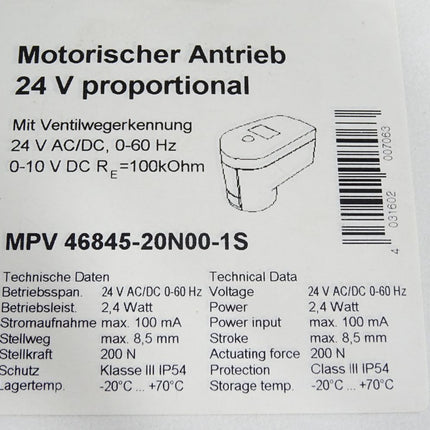 Motorischer Antrieb
24 V proportional
Mit Ventilwegerkennung
24 V AC/DC, 0-60 Hz
0-10 V DC RE=100kOhm
4 031602 007063
MPV 46845-20N00-1S
Technische Daten
Betriebsspan. 24 V AC/DC 0-60 Hz
Betriebsleist. 2,4 Watt
Stromaufnahme max. 100 mA
Stellweg max. 8,5 mm
Stellkraft 200 N
Schutz Klasse III IP54
Lagertemp. -20°C ... +70°C
Technical Data
Voltage 24 V AC/DC 0-60 Hz
Power 2,4 Watt
Power input max. 100 mA
Stroke max. 8,5 mm
Actuating force 200 N
Protection Class III IP54
Storage temp. -20°C ... +70°C